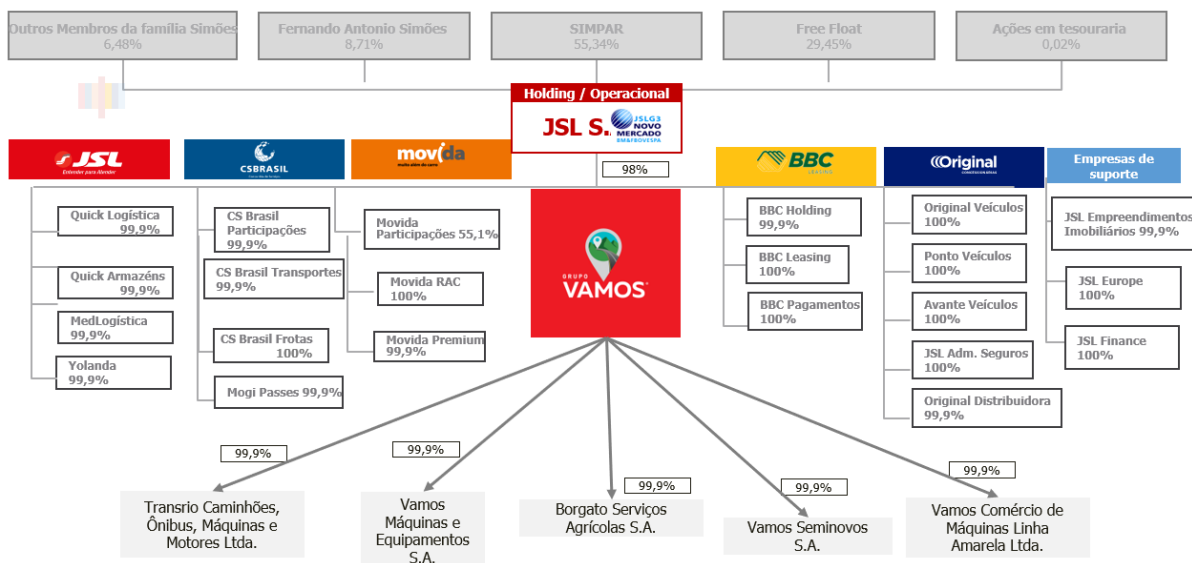 Outros Membros da família Simões
6,48%
Fernando Antonio Simões
8,71%
SIMPAR
55,34%
Free Float
29,45%
Ações em tesouraria
0,02%
Holding / Operacional
JSL S.
JSLG3
NOVO
MERCADO
BM&FBOVESPA
JSL
Entender para Atender
CSBRASIL
movida
muito além do carro
98%
BBC
LEASING
Original
CONCESSIONÁRIAS
Empresas de
suporte
Quick Logística
99,9%
Quick Armazéns
99,9%
MedLogística
99,9%
Yolanda
99,9%
CS Brasil
Participações
99,9%
CS Brasil Transportes
99,9%
CS Brasil Frotas
100%
Mogi Passes 99,9%
Movida
Participações 55,1%
Movida RAC
100%
Movida Premium
99,9%
GRUPO
VAMOS
BBC Holding
99,9%
BBC Leasing
100%
BBC Pagamentos
100%
Original Veículos
100%
Ponto Veículos
100%
Avante Veículos
100%
JSL Adm. Seguros
100%
Original Distribuidora
99,9%
JSL Empreendimentos
Imobiliários 99,9%
JSL Europe
100%
JSL Finance
100%
99,9%
99,9%
99,9%
99,9%
99,9%
Transrio Caminhões,
Ônibus, Máquinas e
Motores Ltda.
Vamos
Máquinas e
Equipamentos
S.A.
Borgato Serviços
Agrícolas S.A.
Vamos Seminovos
S.A.
Vamos Comércio de
Máquinas Linha
Amarela Ltda.